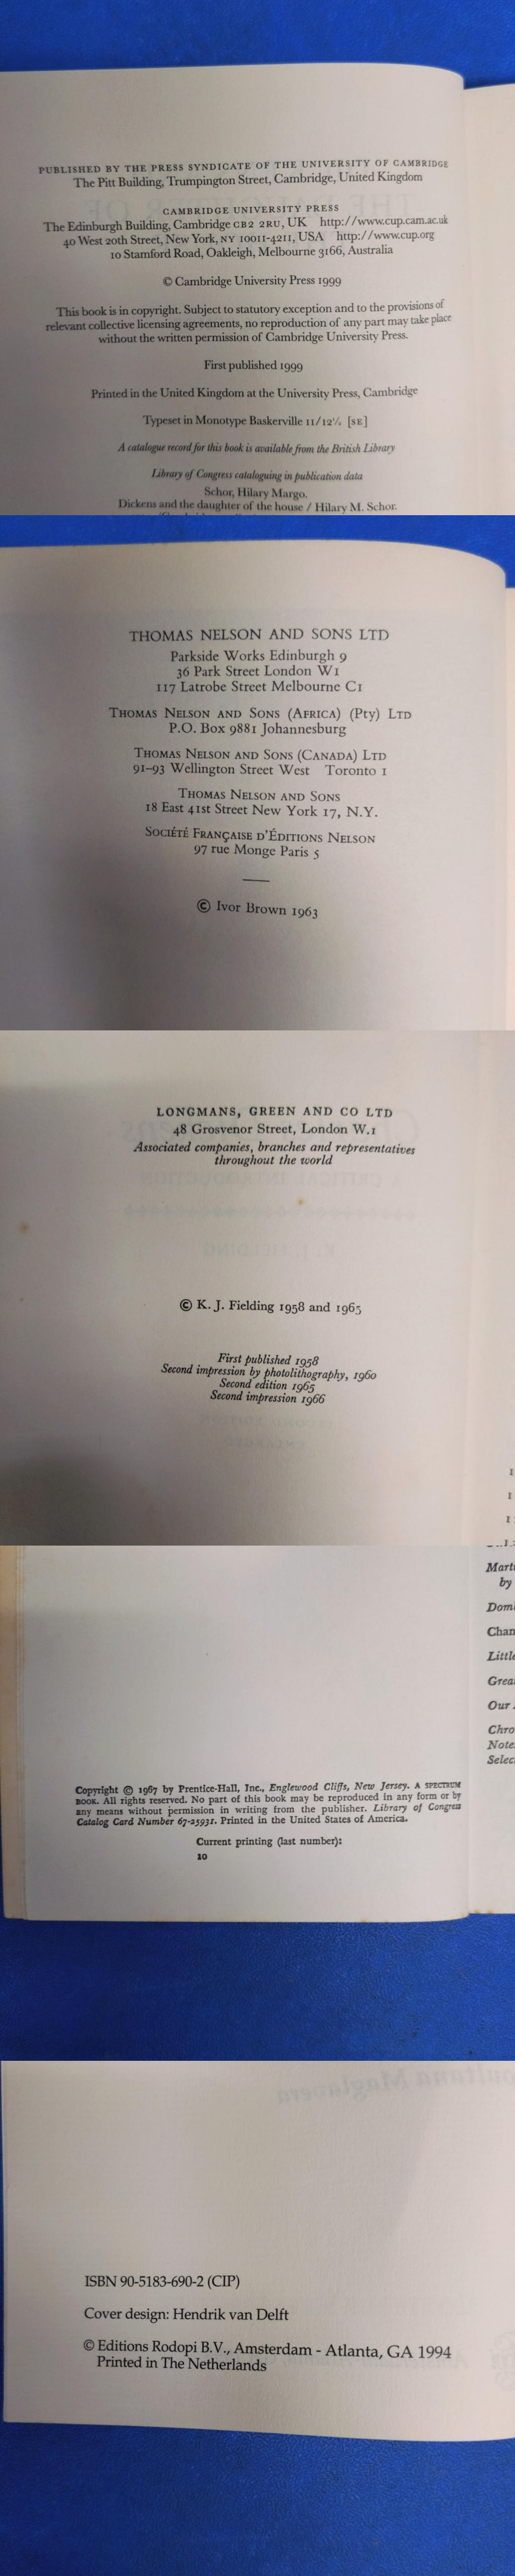 PUBLISHED BY THE PRESS SYNDICATE OF THE UNIVERSITY OF CAMBRIDGE
The Pitt Building, Trumpington Street, Cambridge, United Kingdom
CAMBRIDGE UNIVERSITY PRESS
The Edinburgh Building, Cambridge CB2 2RU, UK http://www.cup.cam.ac.uk
40 West 20th Street, New York, NY 10011-4211, USA http://www.cup.org
10 Stamford Road, Oakleigh, Melbourne 3166, Australia
© Cambridge University Press 1999
This book is in copyright. Subject to statutory exception and to the provisions of
relevant collective licensing agreements, no reproduction of any part may take place
without the written permission of Cambridge University Press.
First published 1999
Printed in the United Kingdom at the University Press, Cambridge
Typeset in Monotype Baskerville 11/12½ [SE]
A catalogue record for this book is available from the British Library
Library of Congress cataloguing in publication data
Schor, Hilary Margo.
Dickens and the daughter of the house / Hilary M. Schor.
THOMAS NELSON AND SONS LTD
Parkside Works Edinburgh 9
36 Park Street London W1
117 Latrobe Street Melbourne C1
THOMAS NELSON AND SONS (AFRICA) (Pty) LTD
P.O. Box 9881 Johannesburg
THOMAS NELSON AND SONS (CANADA) LTD
91–93 Wellington Street West Toronto 1
THOMAS NELSON AND SONS
18 East 41st Street New York 17, N.Y.
SOCIÉTÉ FRANÇAISE D'ÉDITIONS NELSON
97 rue Monge Paris 5
© Ivor Brown 1963
LONGMANS, GREEN AND CO LTD
48 Grosvenor Street, London W.1
Associated companies, branches and representatives
throughout the world
© K. J. Fielding 1958 and 1965
First published 1958
Second impression by photolithography, 1960
Second edition 1965
Second impression 1966
Marti
by
Domb
Chan
Little
Grea
Our
Chro
Note
Selec
Copyright © 1967 by Prentice-Hall, Inc., Englewood Cliffs, New Jersey. A SPECTRUM
BOOK. All rights reserved. No part of this book may be reproduced in any form or by
any means without permission in writing from the publisher. Library of Congress
Catalog Card Number 67-25931. Printed in the United States of America.
Current printing (last number):
10
ISBN 90-5183-690-2 (CIP)
Cover design: Hendrik van Delft
© Editions Rodopi B.V., Amsterdam - Atlanta, GA 1994
Printed in The Netherlands